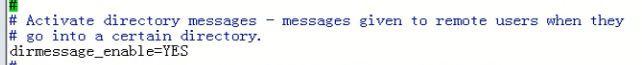 #
# Activate directory messages - messages given to remote users when they
# go into a certain directory.
dirmessage_enable=YES
#